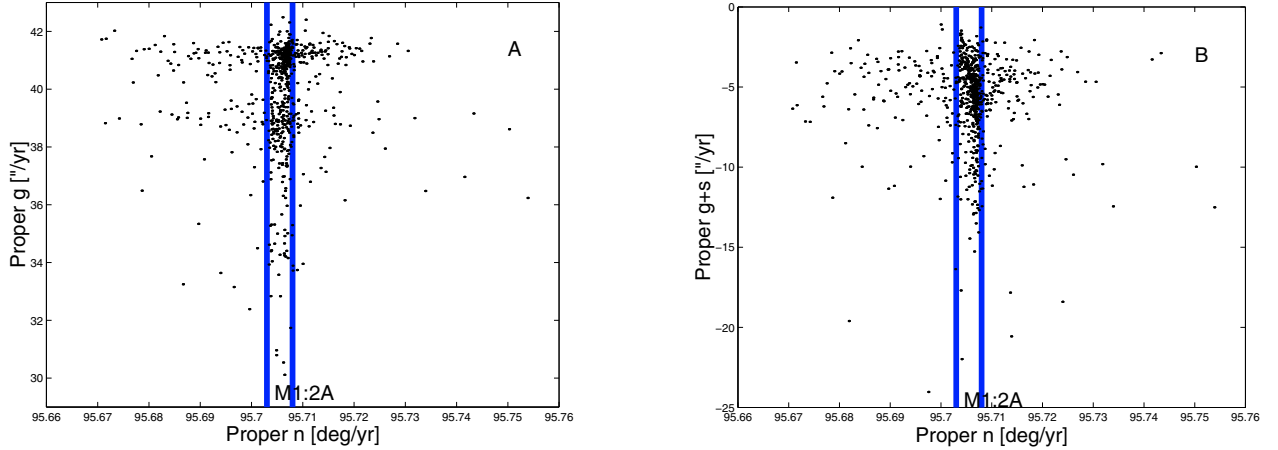 A
42
40
38
36
34
32
30
Proper g ["/yr]
M1:2A
95.66 95.67 95.68 95.69 95.7 95.71 95.72 95.73 95.74 95.75 95.76
Proper n [deg/yr]
B
0
−5
−10
−15
−20
−25
Proper g+s ["/yr]
M1:2A
95.66 95.67 95.68 95.69 95.7 95.71 95.72 95.73 95.74 95.75 95.76
Proper n [deg/yr]